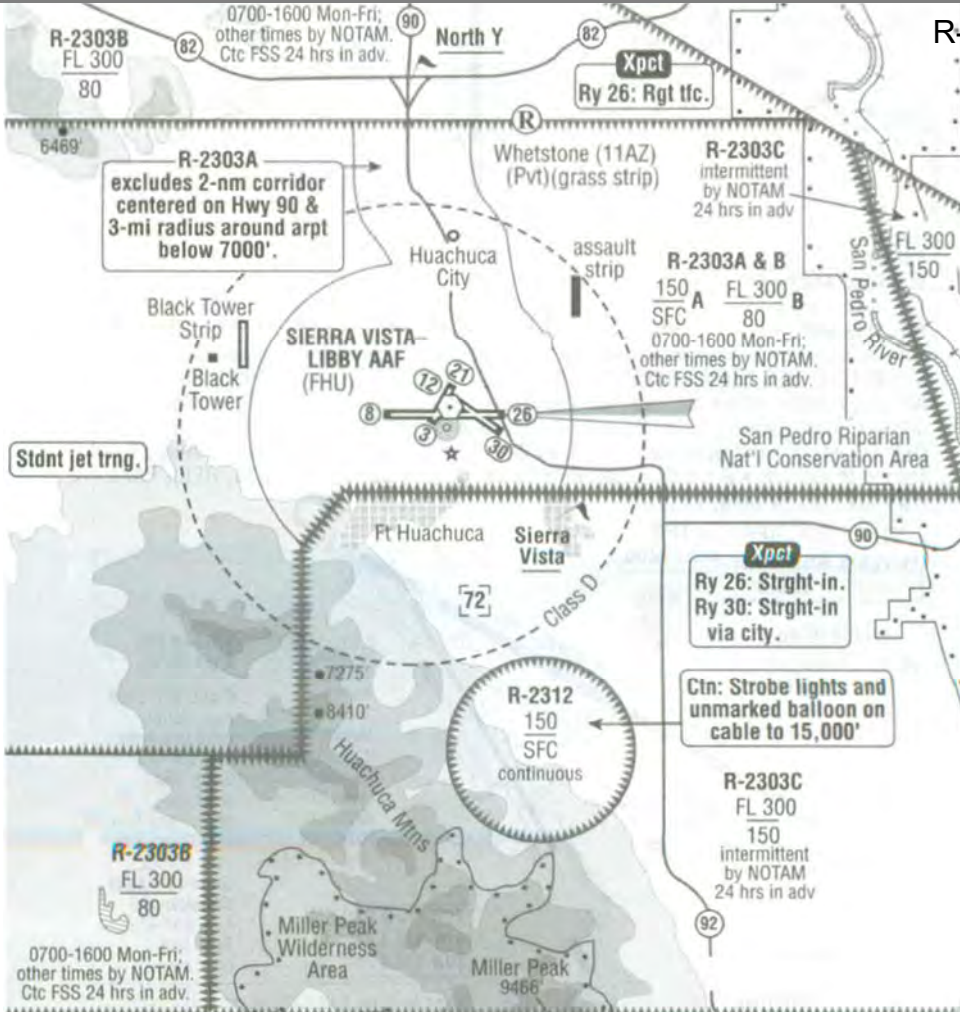 0700-1600 Mon-Fri;
other times by NOTAM.
Ctc FSS 24 hrs in adv.
R-2303B
FL 300
80
82
90
North Y
82
R-
Xpct
Ry 26: Rgt tfc.
6469'
R
R-2303A
excludes 2-nm corridor
centered on Hwy 90 &
3-mi radius around arpt
below 7000'.
Whetstone (11AZ)
(Pvt)(grass strip)
R-2303C
intermittent
by NOTAM
24 hrs in adv
FL 300
150
Huachuca
City
assault
strip
San Pedro River
R-2303A & B
150
SFC
A
FL 300
80
B
0700-1600 Mon-Fri;
other times by NOTAM.
Ctc FSS 24 hrs in adv.
Black Tower
Strip
Black
Tower
SIERRA VISTA
LIBBY AAF
(FHU)
12
21
8
26
3
30
Stdnt jet trng.
San Pedro Riparian
Nat'l Conservation Area
Ft Huachuca
Sierra
Vista
90
Xpct
Ry 26: Strght-in.
Ry 30: Strght-in
via city.
72
Class D
7275'
8410'
R-2312
150
SFC
continuous
Ctn: Strobe lights and
unmarked balloon on
cable to 15,000'
Huachuca Mtns
R-2303C
FL 300
150
intermittent
by NOTAM
24 hrs in adv
R-2303B
FL 300
80
0700-1600 Mon-Fri;
other times by NOTAM.
Ctc FSS 24 hrs in adv.
Miller Peak
Wilderness
Area
Miller Peak
9466'
92